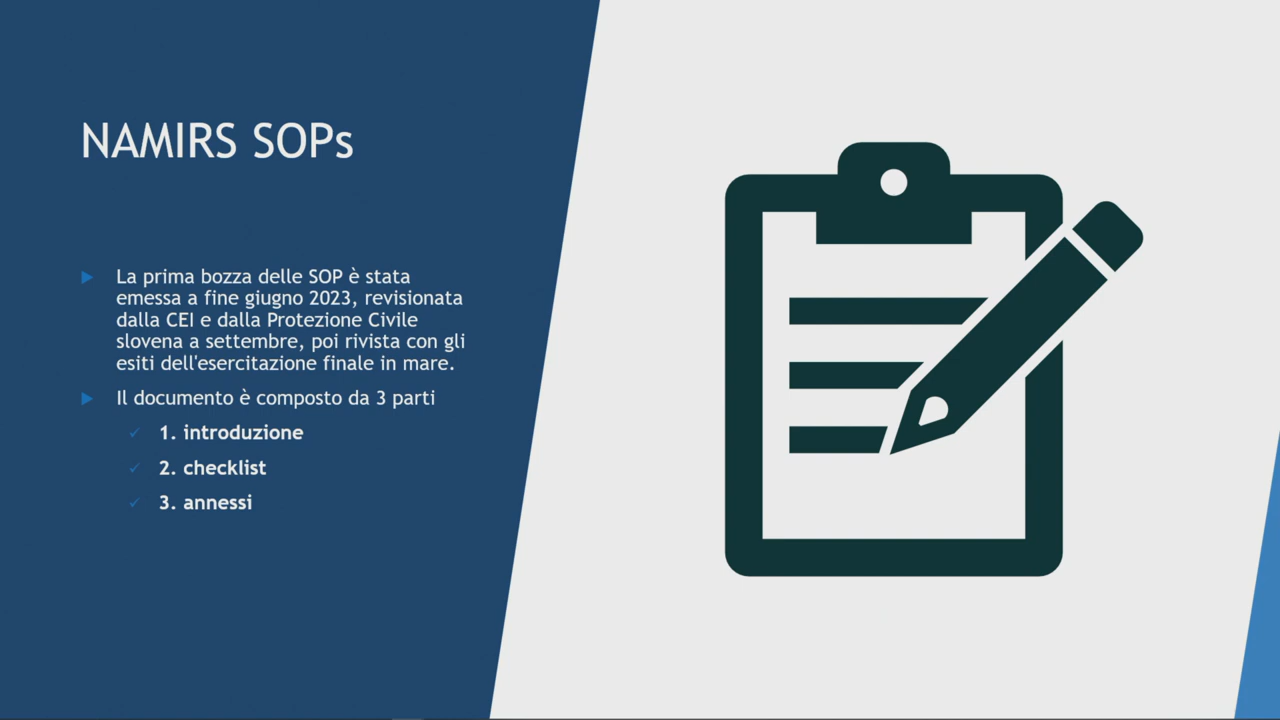 NAMIRS SOPs
La prima bozza delle SOP è stata
emessa a fine giugno 2023, revisionata
dalla CEI e dalla Protezione Civile
slovena a settembre, poi rivista con gli
esiti dell'esercitazione finale in mare.
Il documento è composto da 3 parti
1. introduzione
2. checklist
3. annessi